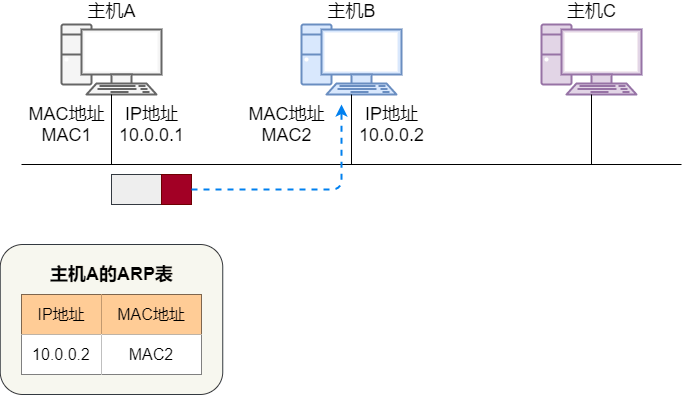 主机A
主机B
主机C
MAC地址
MAC1
IP地址
10.0.0.1
MAC地址
MAC2
IP地址
10.0.0.2
主机A的ARP表
IP地址 MAC地址
10.0.0.2 MAC2